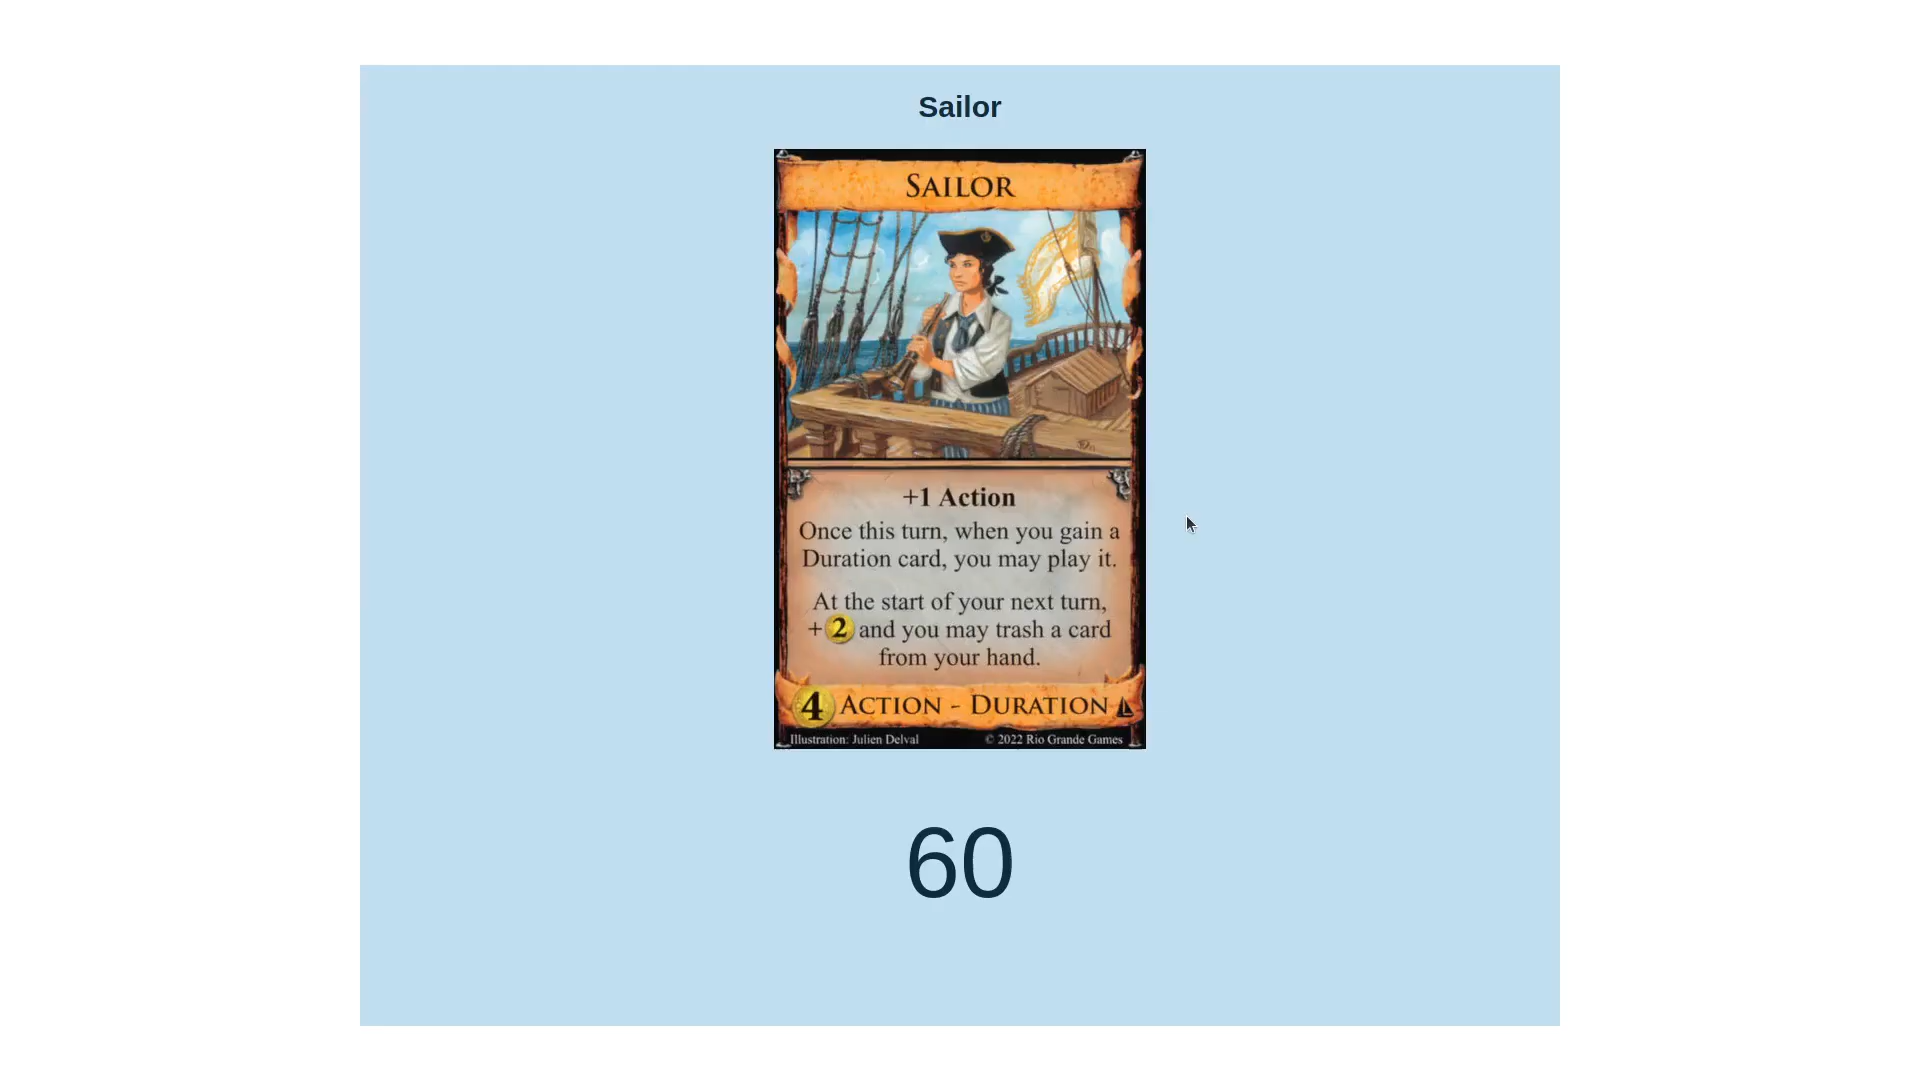 Sailor
SAILOR
+1 Action
Once this turn, when you gain a
Duration card, you may play it.
At the start of your next turn,
+2 and you may trash a card
from your hand.
4 ACTION - DURATION
Illustration: Julien Delval © 2022 Rio Grande Games
60